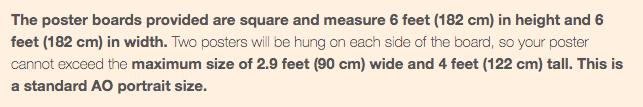 The poster boards provided are square and measure 6 feet (182 cm) in height and 6
feet (182 cm) in width. Two posters will be hung on each side of the board, so your poster
cannot exceed the maximum size of 2.9 feet (90 cm) wide and 4 feet (122 cm) tall. This is
a standard AO portrait size.